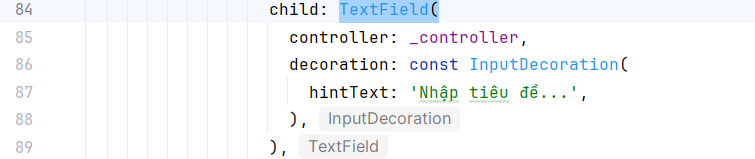 84 child: TextField(
85 controller: _controller,
86 decoration: const InputDecoration(
87 hintText: 'Nhập tiêu đề...',
88 ), InputDecoration
89 ), TextField